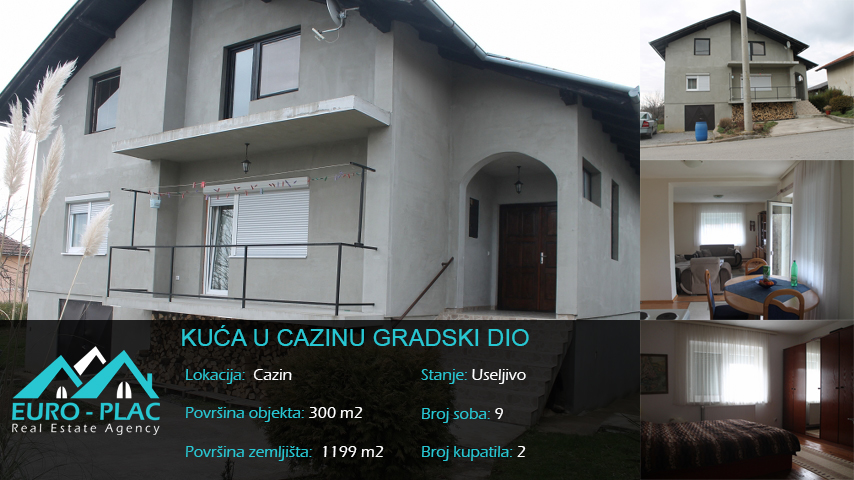 KUĆA U CAZINU GRADSKI DIO
Lokacija: Cazin
Stanje: Useljivo
Površina objekta: 300 m2
Broj soba: 9
Površina zemljišta: 1199 m2
Broj kupatila: 2
EURO - PLAC
Real Estate Agency